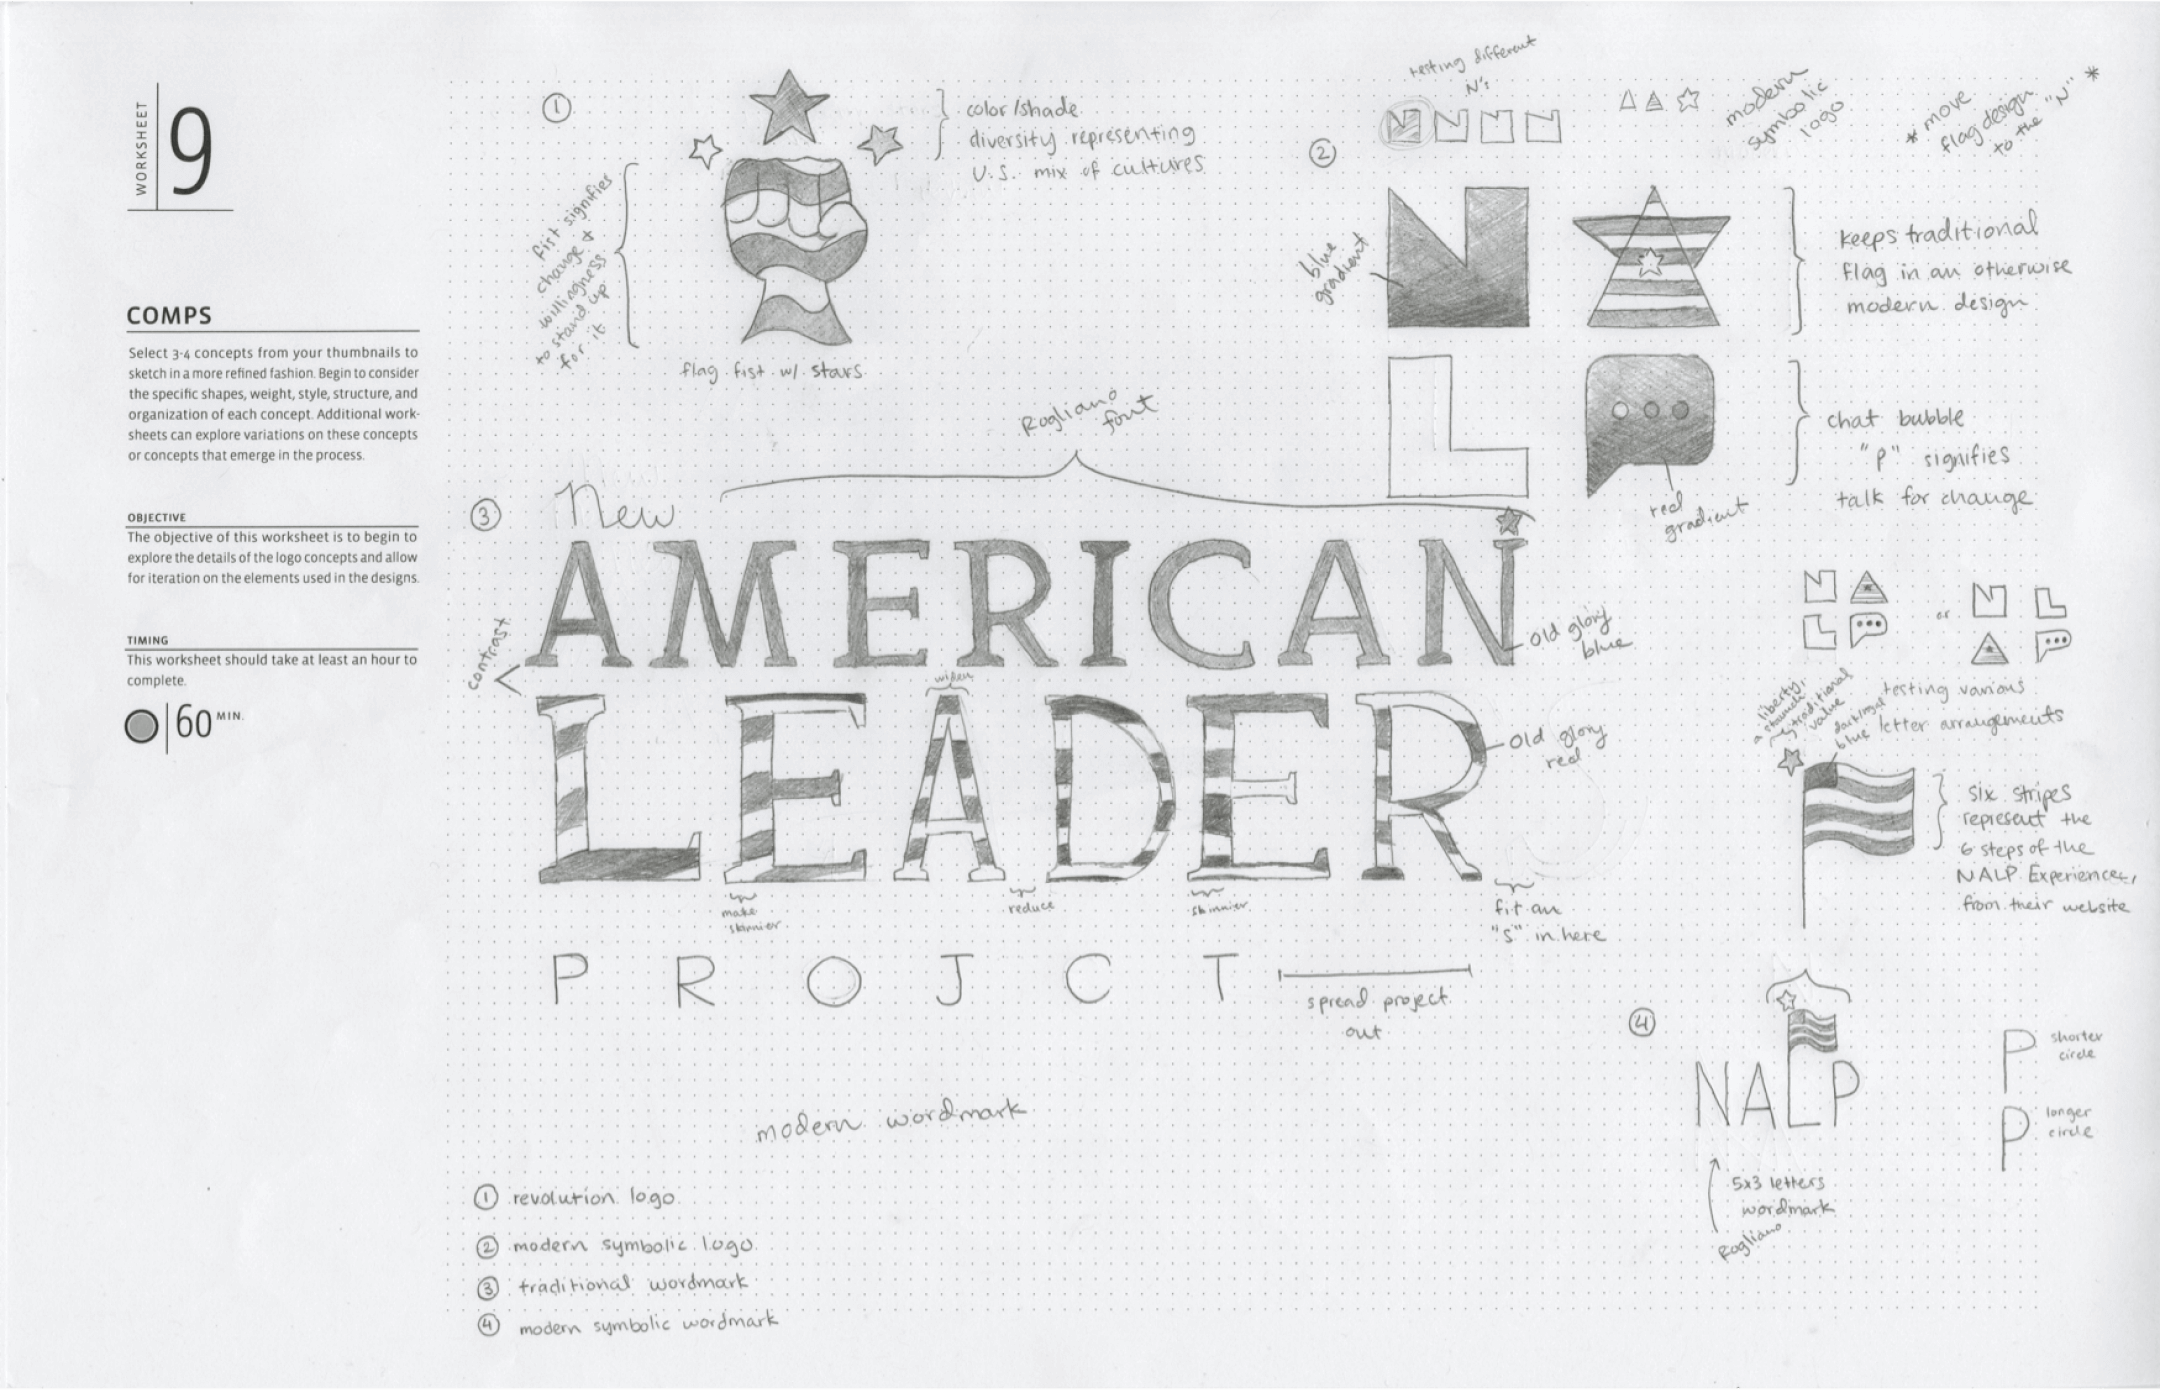 WORKSHEET
9
COMPS
Select 3-4 concepts from your thumbnails to
sketch in a more refined fashion. Begin to consider
the specific shapes, weight, style, structure, and
organization of each concept. Additional work-
sheets can explore variations on these concepts
or concepts that emerge in the process.
OBJECTIVE
The objective of this worksheet is to begin to
explore the details of the logo concepts and allow
for iteration on the elements used in the designs.
TIMING
This worksheet should take at least an hour to
complete.
60 MIN.
1
color/shade
diversity representing
U.S. mix of cultures
fist signifies
change &
willingness
to stand up
for it
flag fist w/ stars
2
testing different
N's
N N N N
modern
symbolic
logo
* move
flag design
to the "N" *
blue
gradient
N
keeps traditional
flag in an otherwise
modern design
L
chat bubble
"P" signifies
talk for change
red
gradient
N
L
or
N L
testing various
letter arrangements
3
Rogliano
font
New
AMERICAN
contrast
old glory
blue
widen
LEADER
old glory
red
make
skinnier
reduce
skinnier
fit an
"S" in here
P R O J C T
spread project
out
liberty,
a staunch
traditional
value
blue
six stripes
represent the
6 steps of the
NALP Experience,
from their website
4
NALP
P shorter
circle
P longer
circle
5x3 letters
wordmark
Rogliano
modern wordmark
1 revolution logo
2 modern symbolic logo
3 traditional wordmark
4 modern symbolic wordmark